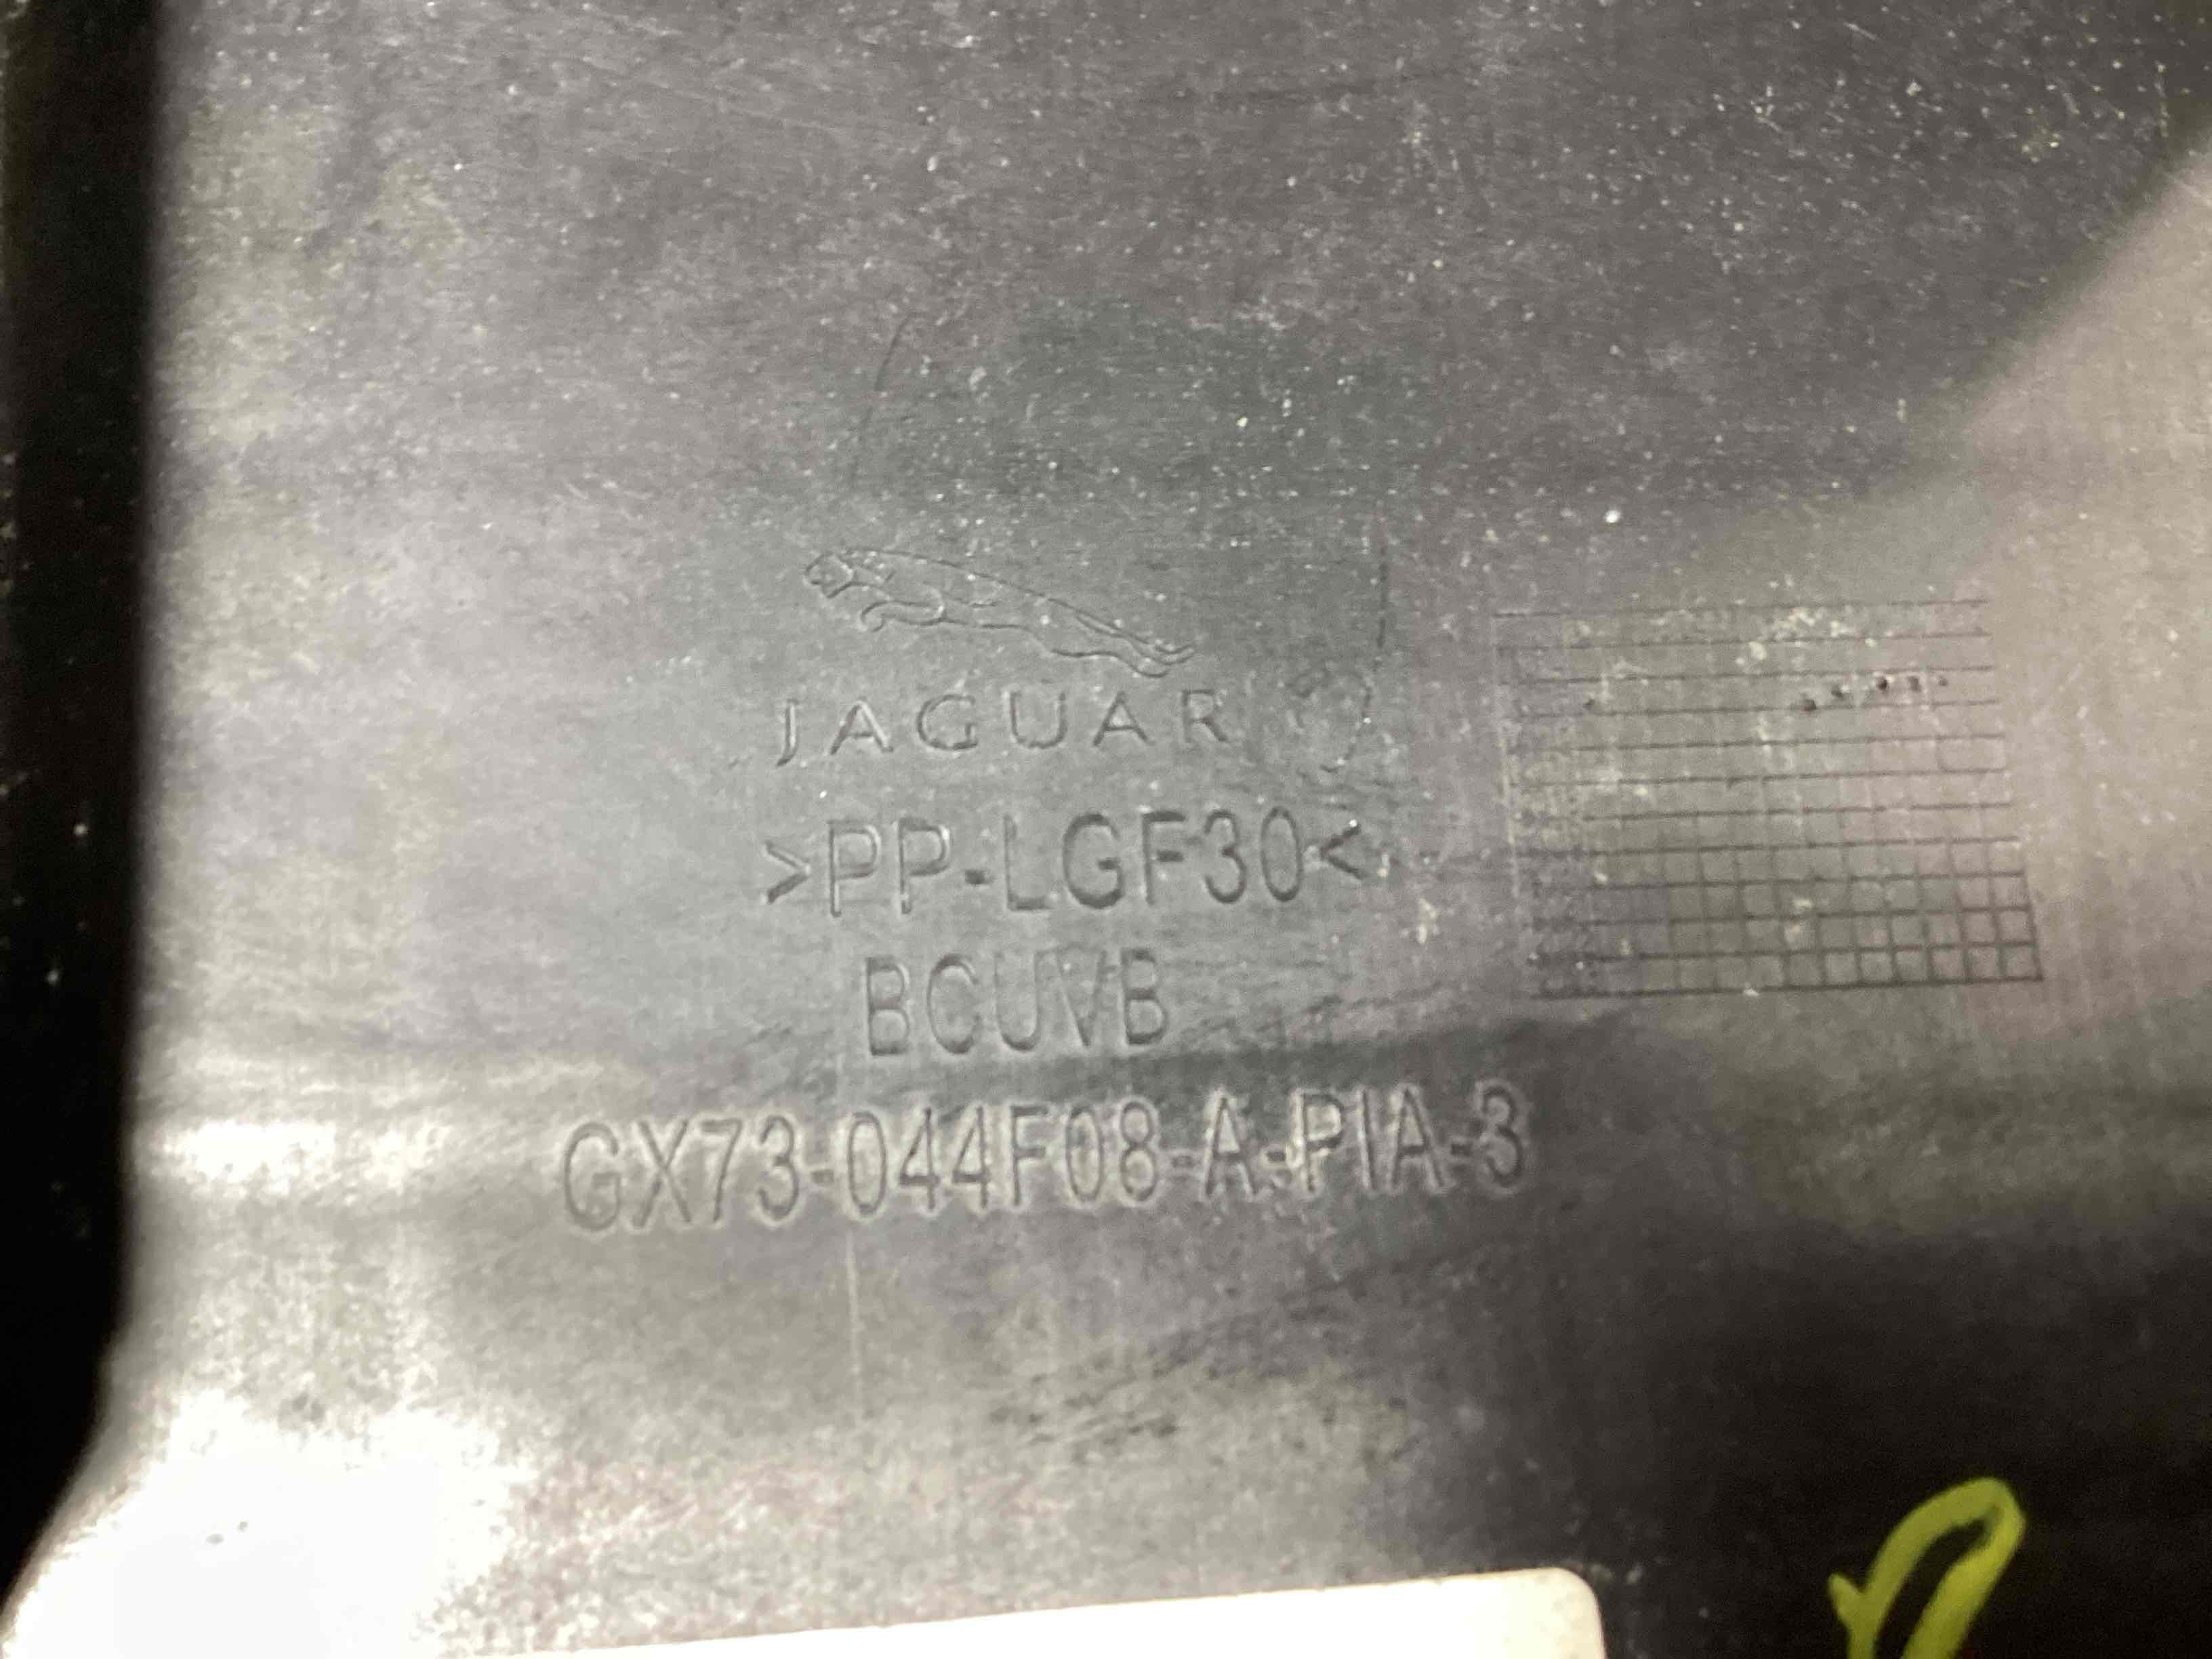 JAGUAR
>PP-LGF30<
BCUVB
GX73-044F08-A-PIA-3